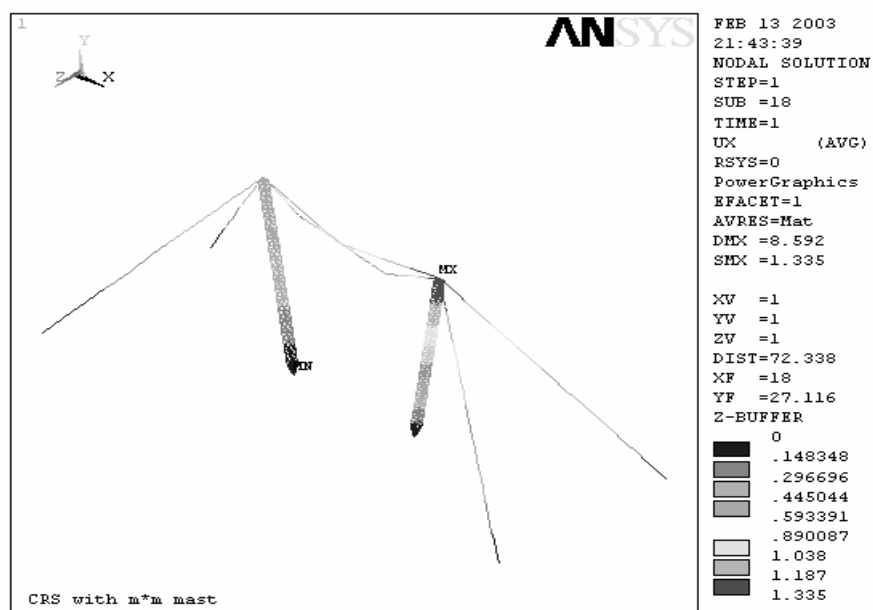 1
ANSYS
Y
Z X
MX
MN
CRS with m*m mast
FEB 13 2003
21:43:39
NODAL SOLUTION
STEP=1
SUB =18
TIME=1
UX (AVG)
RSYS=0
PowerGraphics
EFACET=1
AVRES=Mat
DMX =8.592
SMX =1.335
XV =1
YV =1
ZV =1
DIST=72.338
XF =18
YF =27.116
Z-BUFFER
0
.148348
.296696
.445044
.593391
.890087
1.038
1.187
1.335